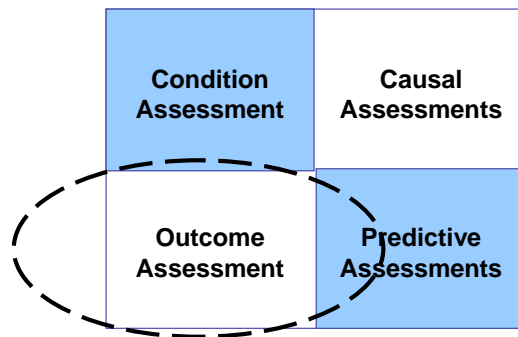 Condition
Assessment
Causal
Assessments
Outcome
Assessment
Predictive
Assessments